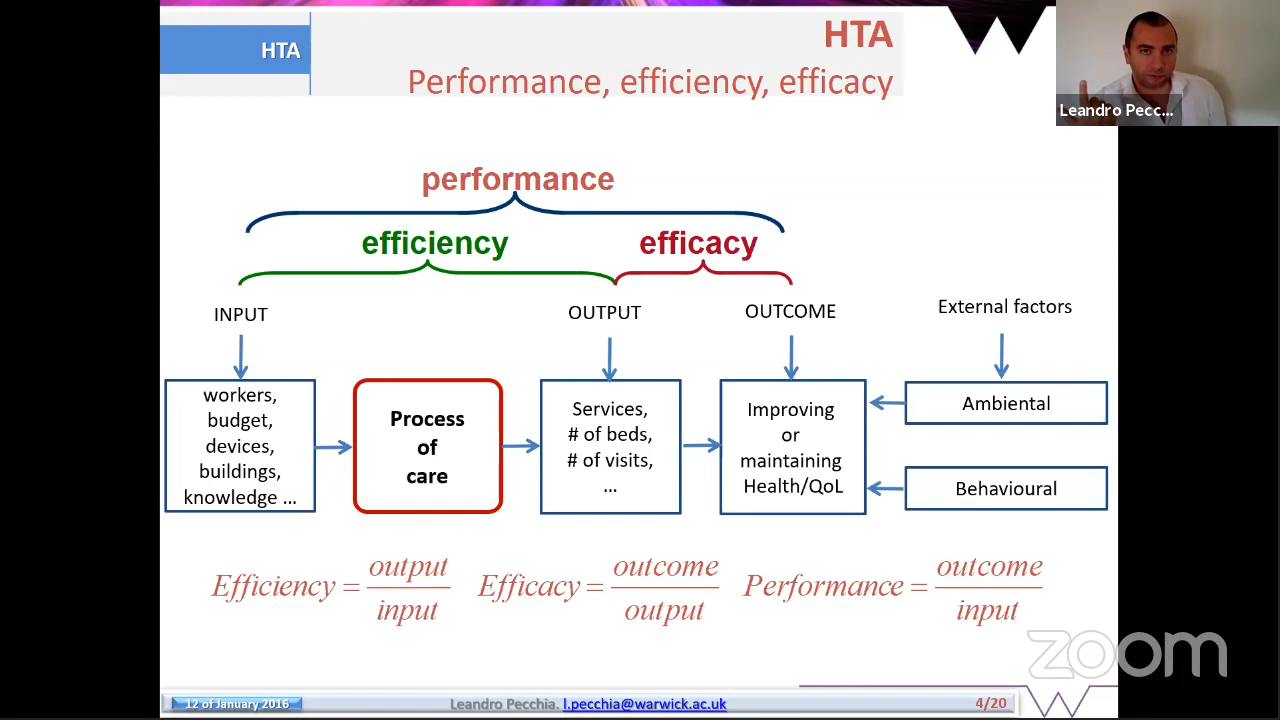 HTA
HTA
Performance, efficiency, efficacy
Leandro Pecc...
performance
efficiency
efficacy
INPUT
OUTPUT
OUTCOME
External factors
workers,
budget,
devices,
buildings,
knowledge ...
Process
of
care
Services,
# of beds,
# of visits,
...
Improving
or
maintaining
Health/QoL
Ambiental
Behavioural
Efficiency = output / input
Efficacy = outcome / output
Performance = outcome / input
zoom
12 of January 2016
Leandro Pecchia. l.pecchia@warwick.ac.uk
4/20